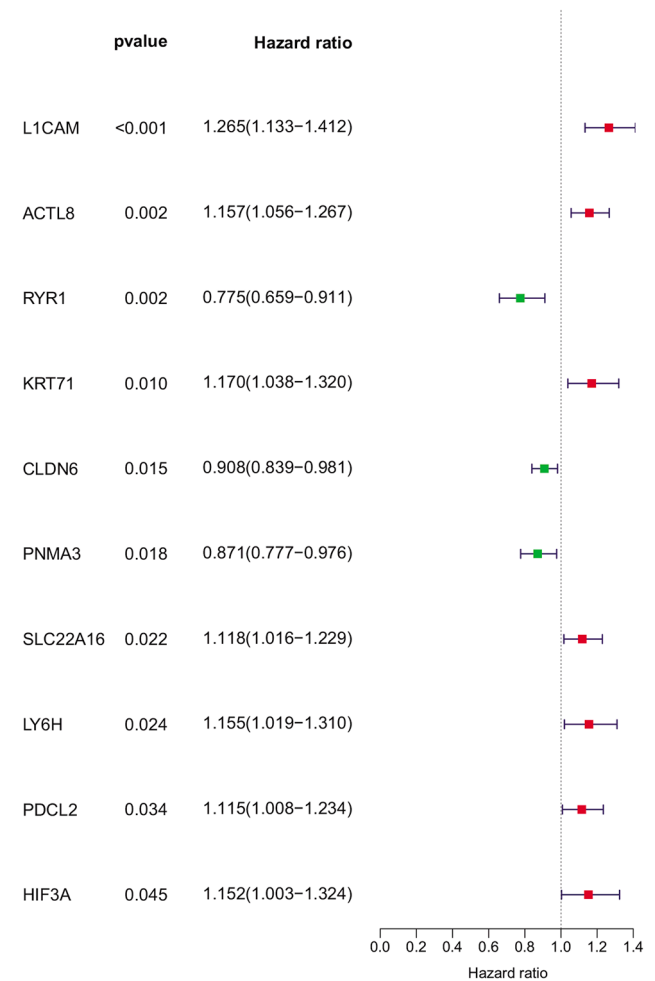 pvalue Hazard ratio
L1CAM <0.001 1.265(1.133−1.412)
ACTL8 0.002 1.157(1.056−1.267)
RYR1 0.002 0.775(0.659−0.911)
KRT71 0.010 1.170(1.038−1.320)
CLDN6 0.015 0.908(0.839−0.981)
PNMA3 0.018 0.871(0.777−0.976)
SLC22A16 0.022 1.118(1.016−1.229)
LY6H 0.024 1.155(1.019−1.310)
PDCL2 0.034 1.115(1.008−1.234)
HIF3A 0.045 1.152(1.003−1.324)
0.0 0.2 0.4 0.6 0.8 1.0 1.2 1.4
Hazard ratio